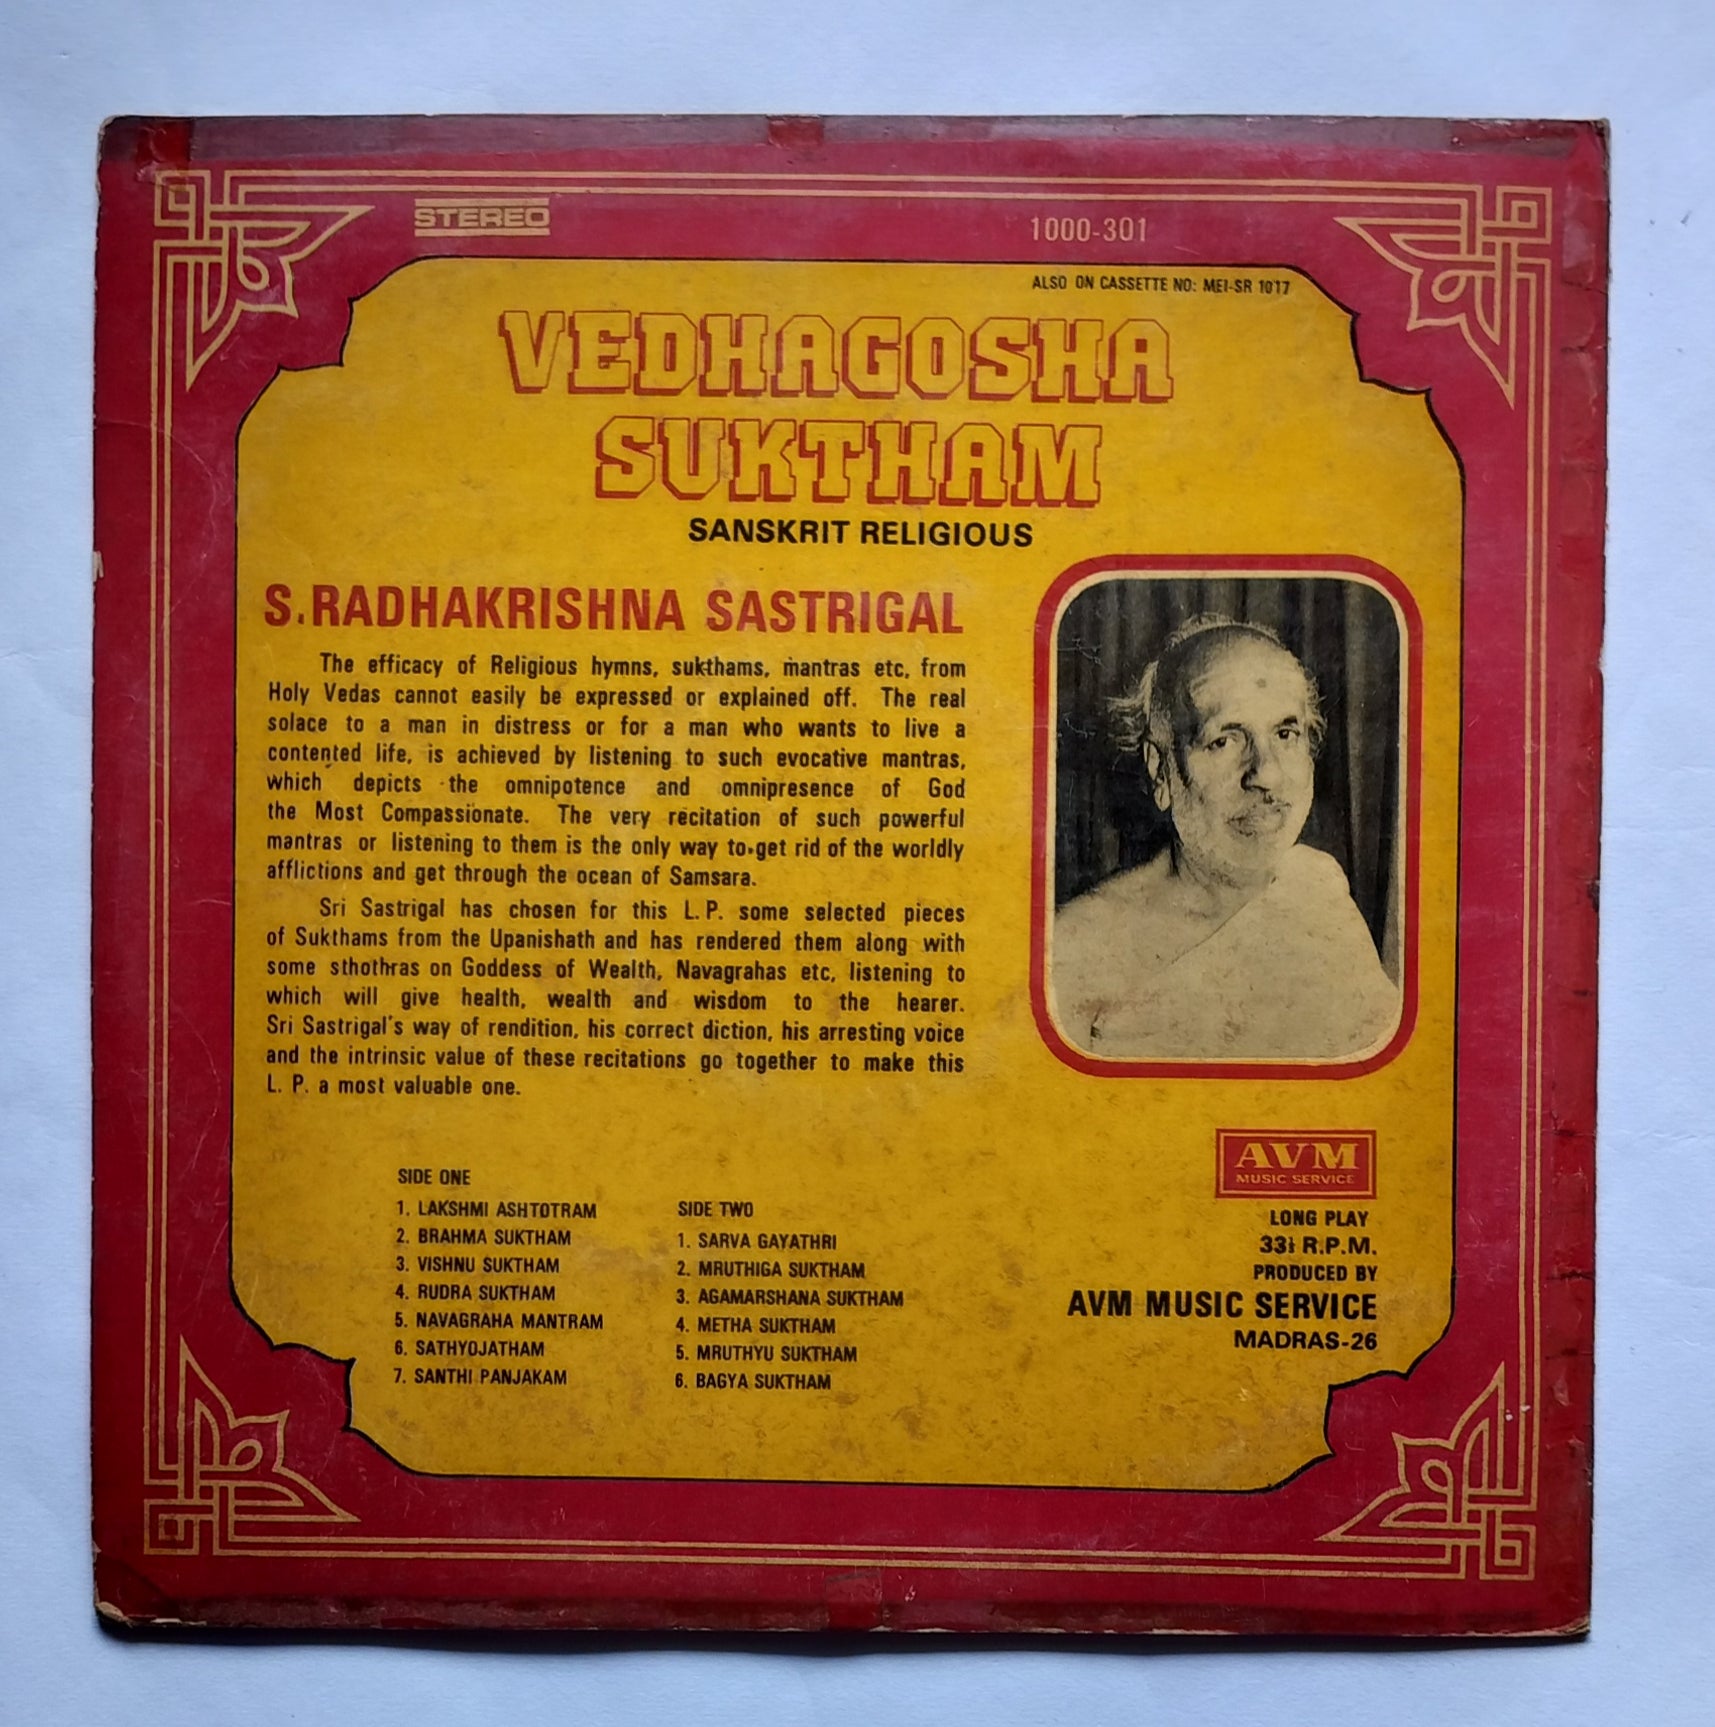 STEREO
1000-301
ALSO ON CASSETTE NO: MEI-SR 1017
VEDHAGOSHA
SUKTHAM
SANSKRIT RELIGIOUS
S.RADHAKRISHNA SASTRIGAL
The efficacy of Religious hymns, sukthams, mantras etc, from
Holy Vedas cannot easily be expressed or explained off. The real
solace to a man in distress or for a man who wants to live a
contented life, is achieved by listening to such evocative mantras,
which depicts the omnipotence and omnipresence of God
the Most Compassionate. The very recitation of such powerful
mantras or listening to them is the only way to get rid of the worldly
afflictions and get through the ocean of Samsara.
Sri Sastrigal has chosen for this L.P. some selected pieces
of Sukthams from the Upanishath and has rendered them along with
some sthothras on Goddess of Wealth, Navagrahas etc, listening to
which will give health, wealth and wisdom to the hearer.
Sri Sastrigal's way of rendition, his correct diction, his arresting voice
and the intrinsic value of these recitations go together to make this
L. P. a most valuable one.
SIDE ONE
1. LAKSHMI ASHTOTRAM
2. BRAHMA SUKTHAM
3. VISHNU SUKTHAM
4. RUDRA SUKTHAM
5. NAVAGRAHA MANTRAM
6. SATHYOJATHAM
7. SANTHI PANJAKAM
SIDE TWO
1. SARVA GAYATHRI
2. MRUTHIGA SUKTHAM
3. AGAMARSHANA SUKTHAM
4. METHA SUKTHAM
5. MRUTHYU SUKTHAM
6. BAGYA SUKTHAM
AVM
MUSIC SERVICE
LONG PLAY
33⅓ R.P.M.
PRODUCED BY
AVM MUSIC SERVICE
MADRAS-26